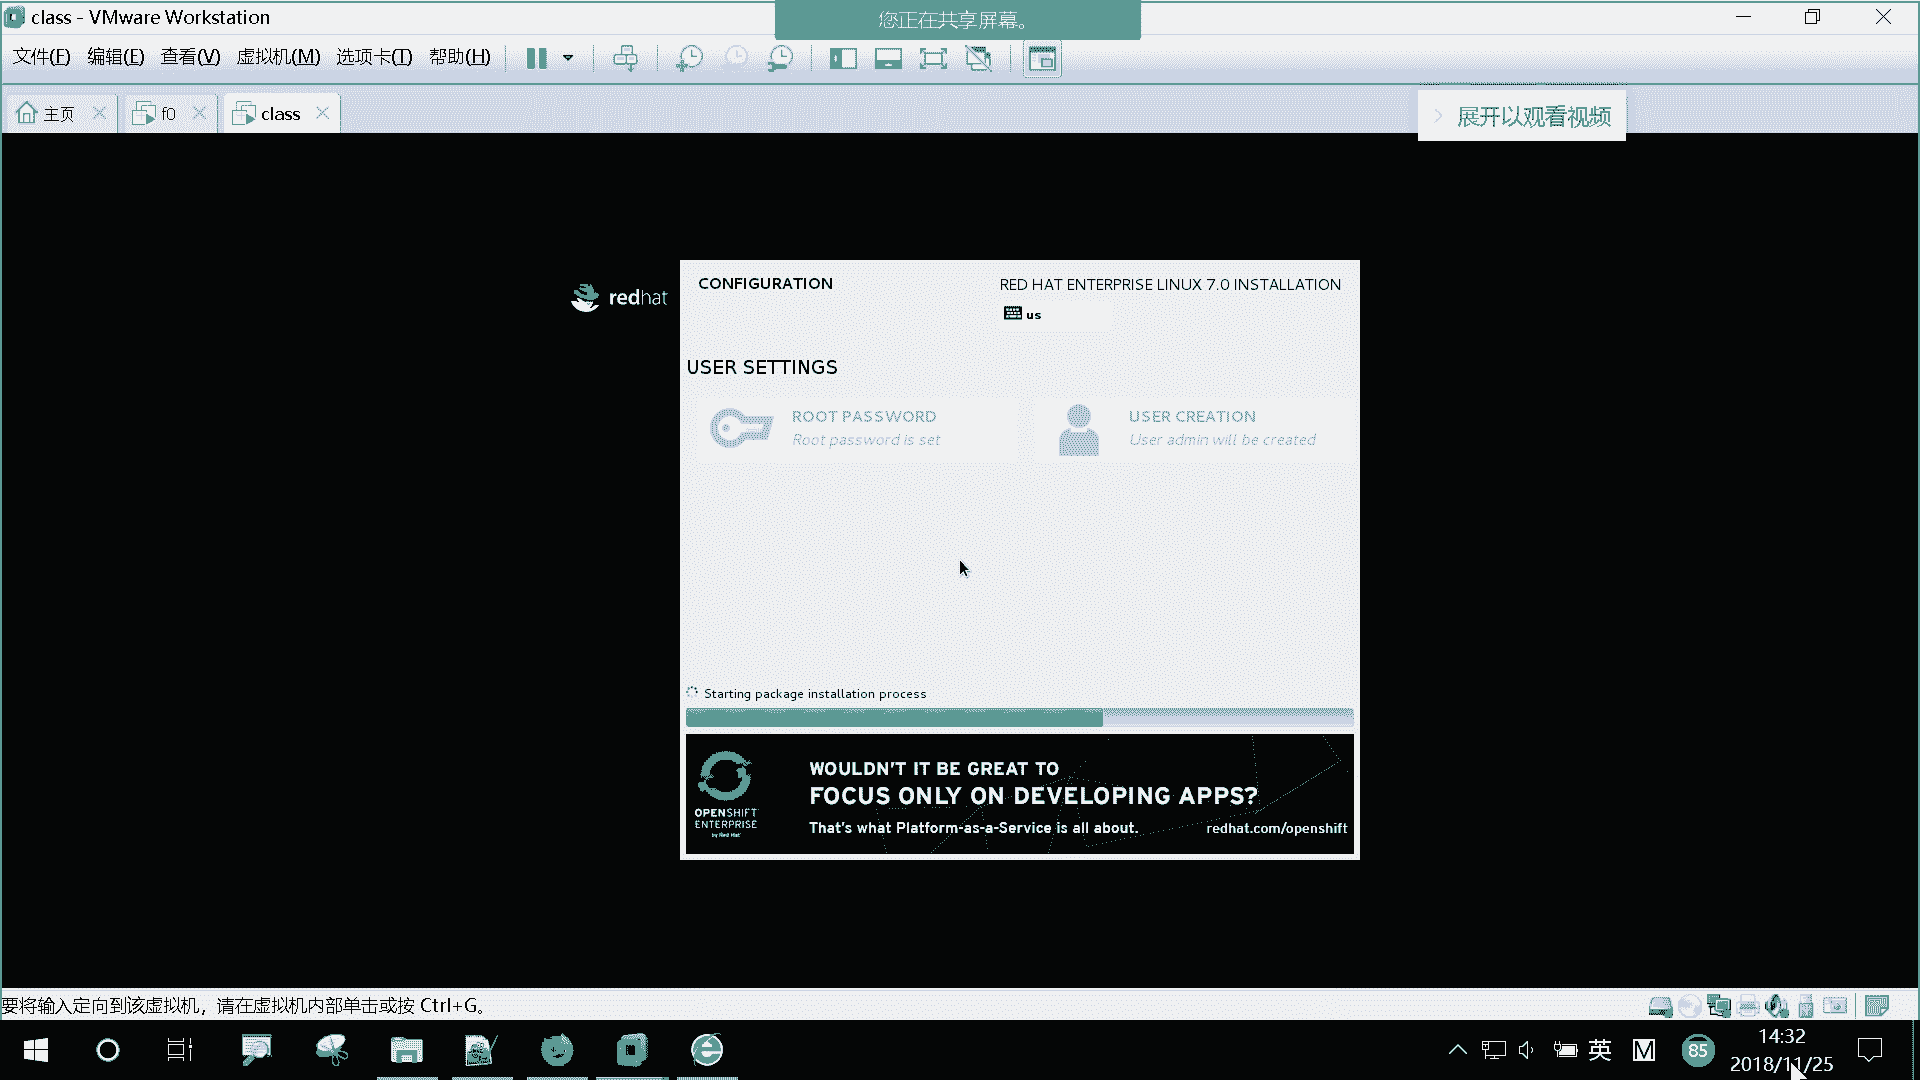 class - VMware Workstation
您正在共享屏幕。
文件(F) 编辑(E) 查看(V) 虚拟机(M) 选项卡(T) 帮助(H)
主页
f0
class
展开以观看视频
redhat
CONFIGURATION
RED HAT ENTERPRISE LINUX 7.0 INSTALLATION
us
USER SETTINGS
ROOT PASSWORD
Root password is set
USER CREATION
User admin will be created
Starting package installation process
OPENSHIFT
ENTERPRISE
by Red Hat
WOULDN'T IT BE GREAT TO
FOCUS ONLY ON DEVELOPING APPS?
That's what Platform-as-a-Service is all about.
redhat.com/openshift
要将输入定向到该虚拟机，请在虚拟机内部单击或按 Ctrl+G。
英
M
85
14:32
2018/11/25